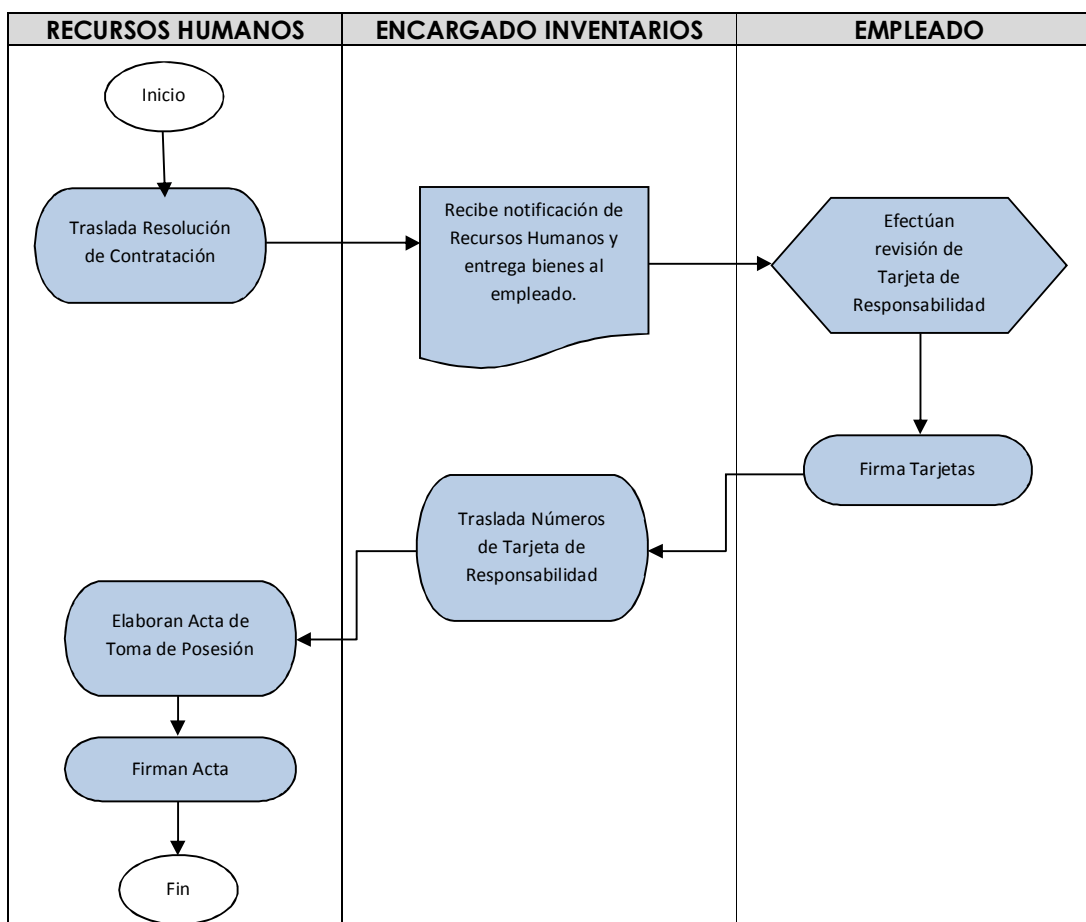 RECURSOS HUMANOS
ENCARGADO INVENTARIOS
EMPLEADO
Inicio
Traslada Resolución
de Contratación
Recibe notificación de
Recursos Humanos y
entrega bienes al
empleado.
Efectúan
revisión de
Tarjeta de
Responsabilidad
Firma Tarjetas
Traslada Números
de Tarjeta de
Responsabilidad
Elaboran Acta de
Toma de Posesión
Firman Acta
Fin